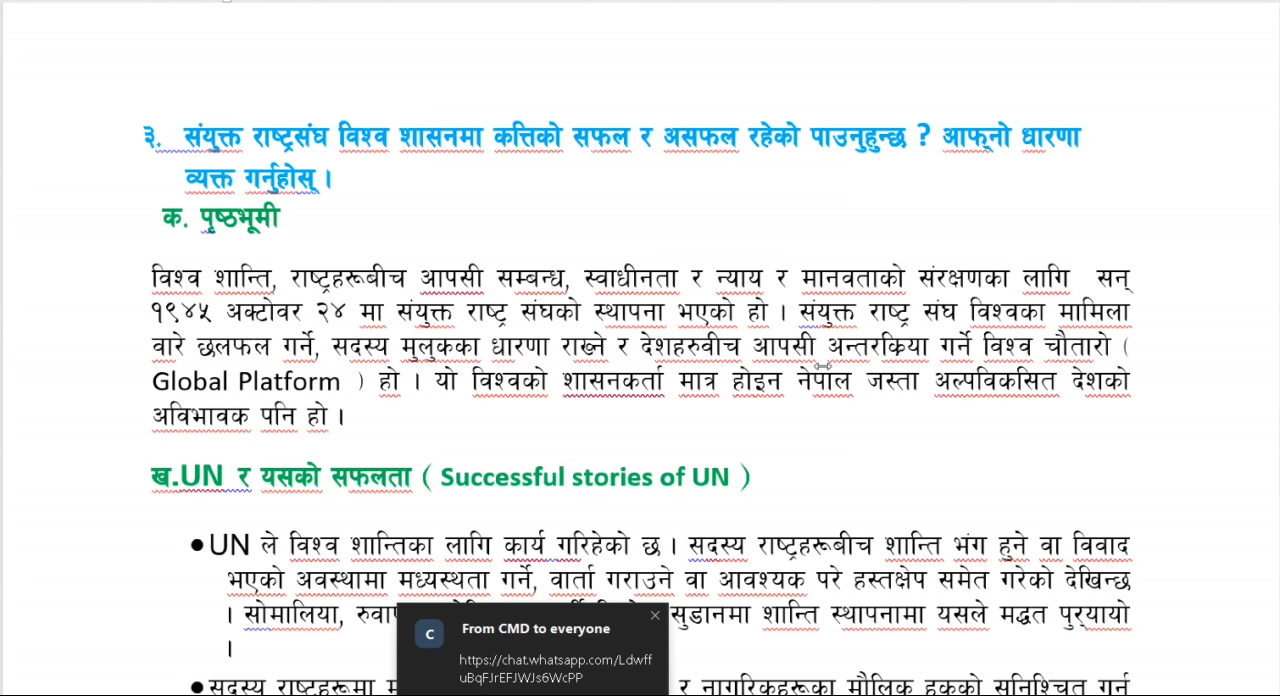 ३. संयुक्त राष्ट्रसंघ विश्व शासनमा कत्तिको सफल र असफल रहेको पाउनुहुन्छ ? आफ्नो धारणा
व्यक्त गर्नुहोस् ।
क. पृष्ठभूमी
विश्व शान्ति, राष्ट्रहरूबीच आपसी सम्बन्ध, स्वाधीनता र न्याय र मानवताको संरक्षणका लागि सन्
१९४५ अक्टोवर २४ मा संयुक्त राष्ट्र संघको स्थापना भएको हो । संयुक्त राष्ट्र संघ विश्वका मामिला
वारे छलफल गर्ने, सदस्य मुलुकका धारणा राख्ने र देशहरुवीच आपसी अन्तरक्रिया गर्ने विश्व चौतारो (
Global Platform ) हो । यो विश्वको शासनकर्ता मात्र होइन नेपाल जस्ता अल्पविकसित देशको
अविभावक पनि हो ।
ख.UN र यसको सफलता ( Successful stories of UN )
●UN ले विश्व शान्तिका लागि कार्य गरिहेको छ । सदस्य राष्ट्रहरूबीच शान्ति भंग हुने वा विवाद
भएको अवस्थामा मध्यस्थता गर्ने, वार्ता गराउने वा आवश्यक परे हस्तक्षेप समेत गरेको देखिन्छ
। सोमालिया, सुडानमा शान्ति स्थापनामा यसले मद्धत पुर्‍यायो
।
●सदस्य राष्ट्रहरूमा र नागरिकहरूका मौलिक हकको सुनिश्चित गर्न
C From CMD to everyone
https://chat.whatsapp.com/Ldwff
uBqFJrEFJWJs6WcPP